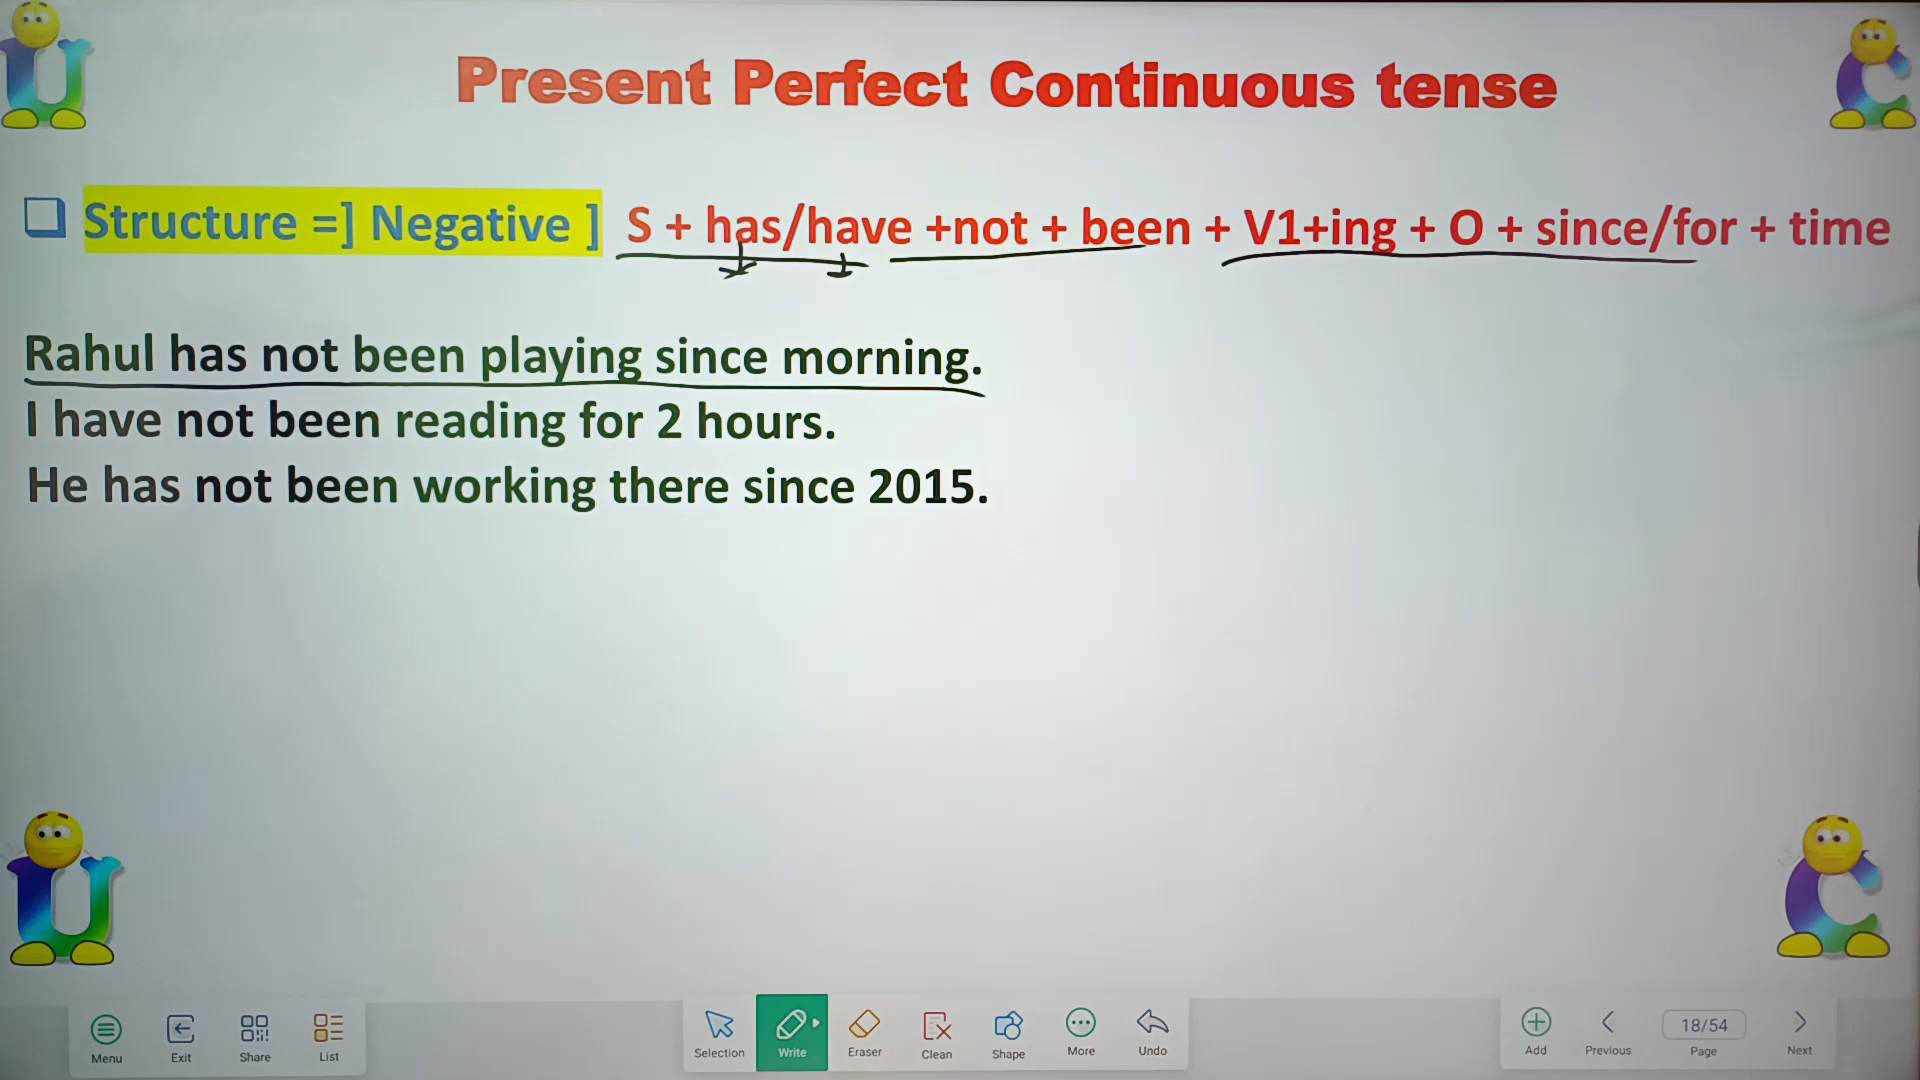 Present Perfect Continuous tense
Structure =] Negative ] S + has/have +not + been + V1+ing + O + since/for + time
Rahul has not been playing since morning.
I have not been reading for 2 hours.
He has not been working there since 2015.
U C
U C
Menu Exit Share List Selection Write Eraser Clean Shape More Undo Add Previous 18/54 Page Next